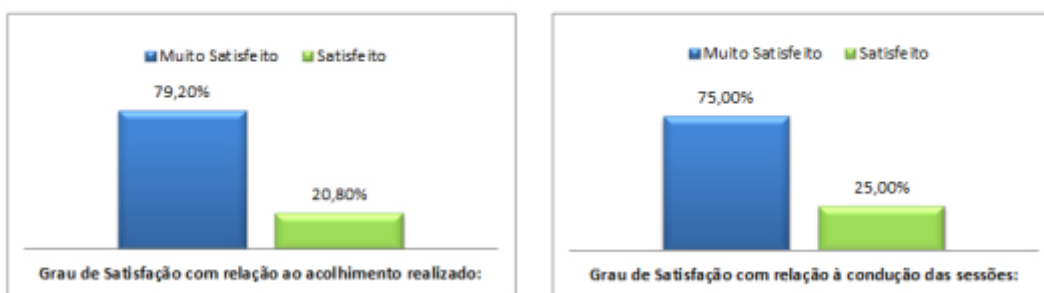 Muito Satisfeito Satisfeito
79,20%
20,80%
Grau de Satisfação com relação ao acolhimento realizado:
Muito Satisfeito Satisfeito
75,00%
25,00%
Grau de Satisfação com relação à condução das sessões: